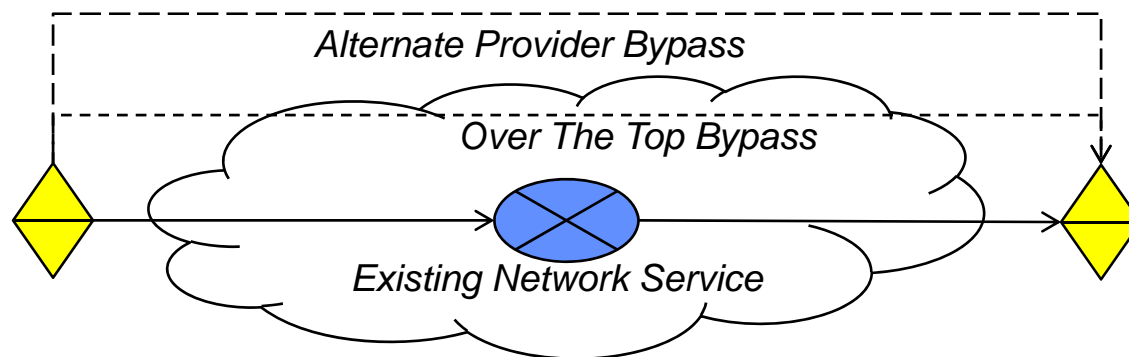 Alternate Provider Bypass
Over The Top Bypass
Existing Network Service